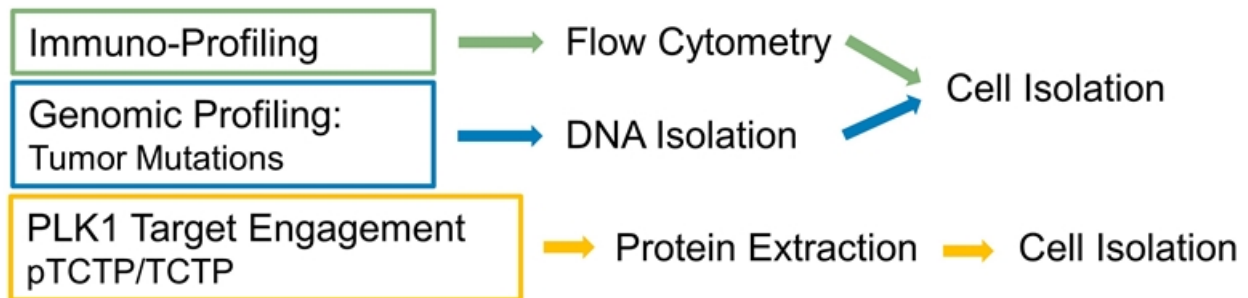 Immuno-Profiling
Flow Cytometry
Cell Isolation
Genomic Profiling:
Tumor Mutations
DNA Isolation
PLK1 Target Engagement
pTCTP/TCTP
Protein Extraction
Cell Isolation